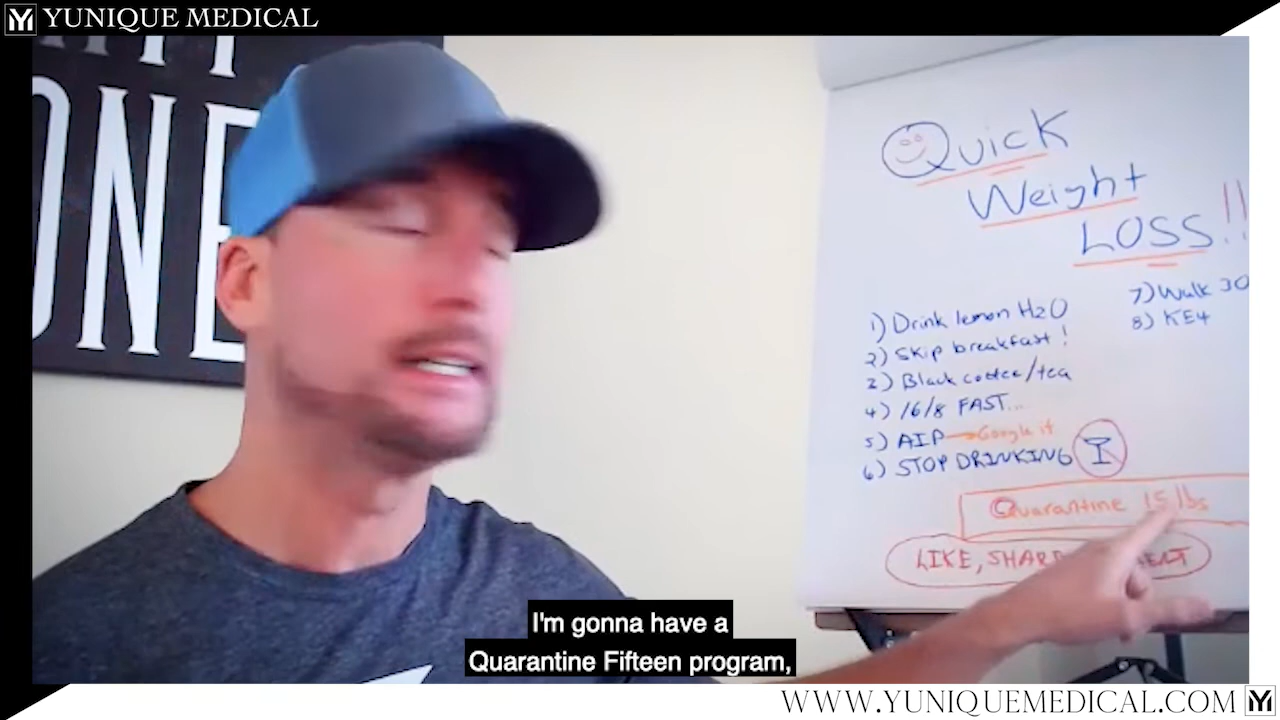 YUNIQUE MEDICAL
ONE
Quick
Weight
LOSS!!
1) Drink lemon H2O
2) Skip breakfast!
3) Black coffee/tea
4) 16/8 FAST...
5) AIP → Google it
6) STOP DRINKING
7) Walk 30
8) KE4
Quarantine 15 lbs
LIKE, SHAR
I'm gonna have a
Quarantine Fifteen program,
WWW.YUNIQUEMEDICAL.COM